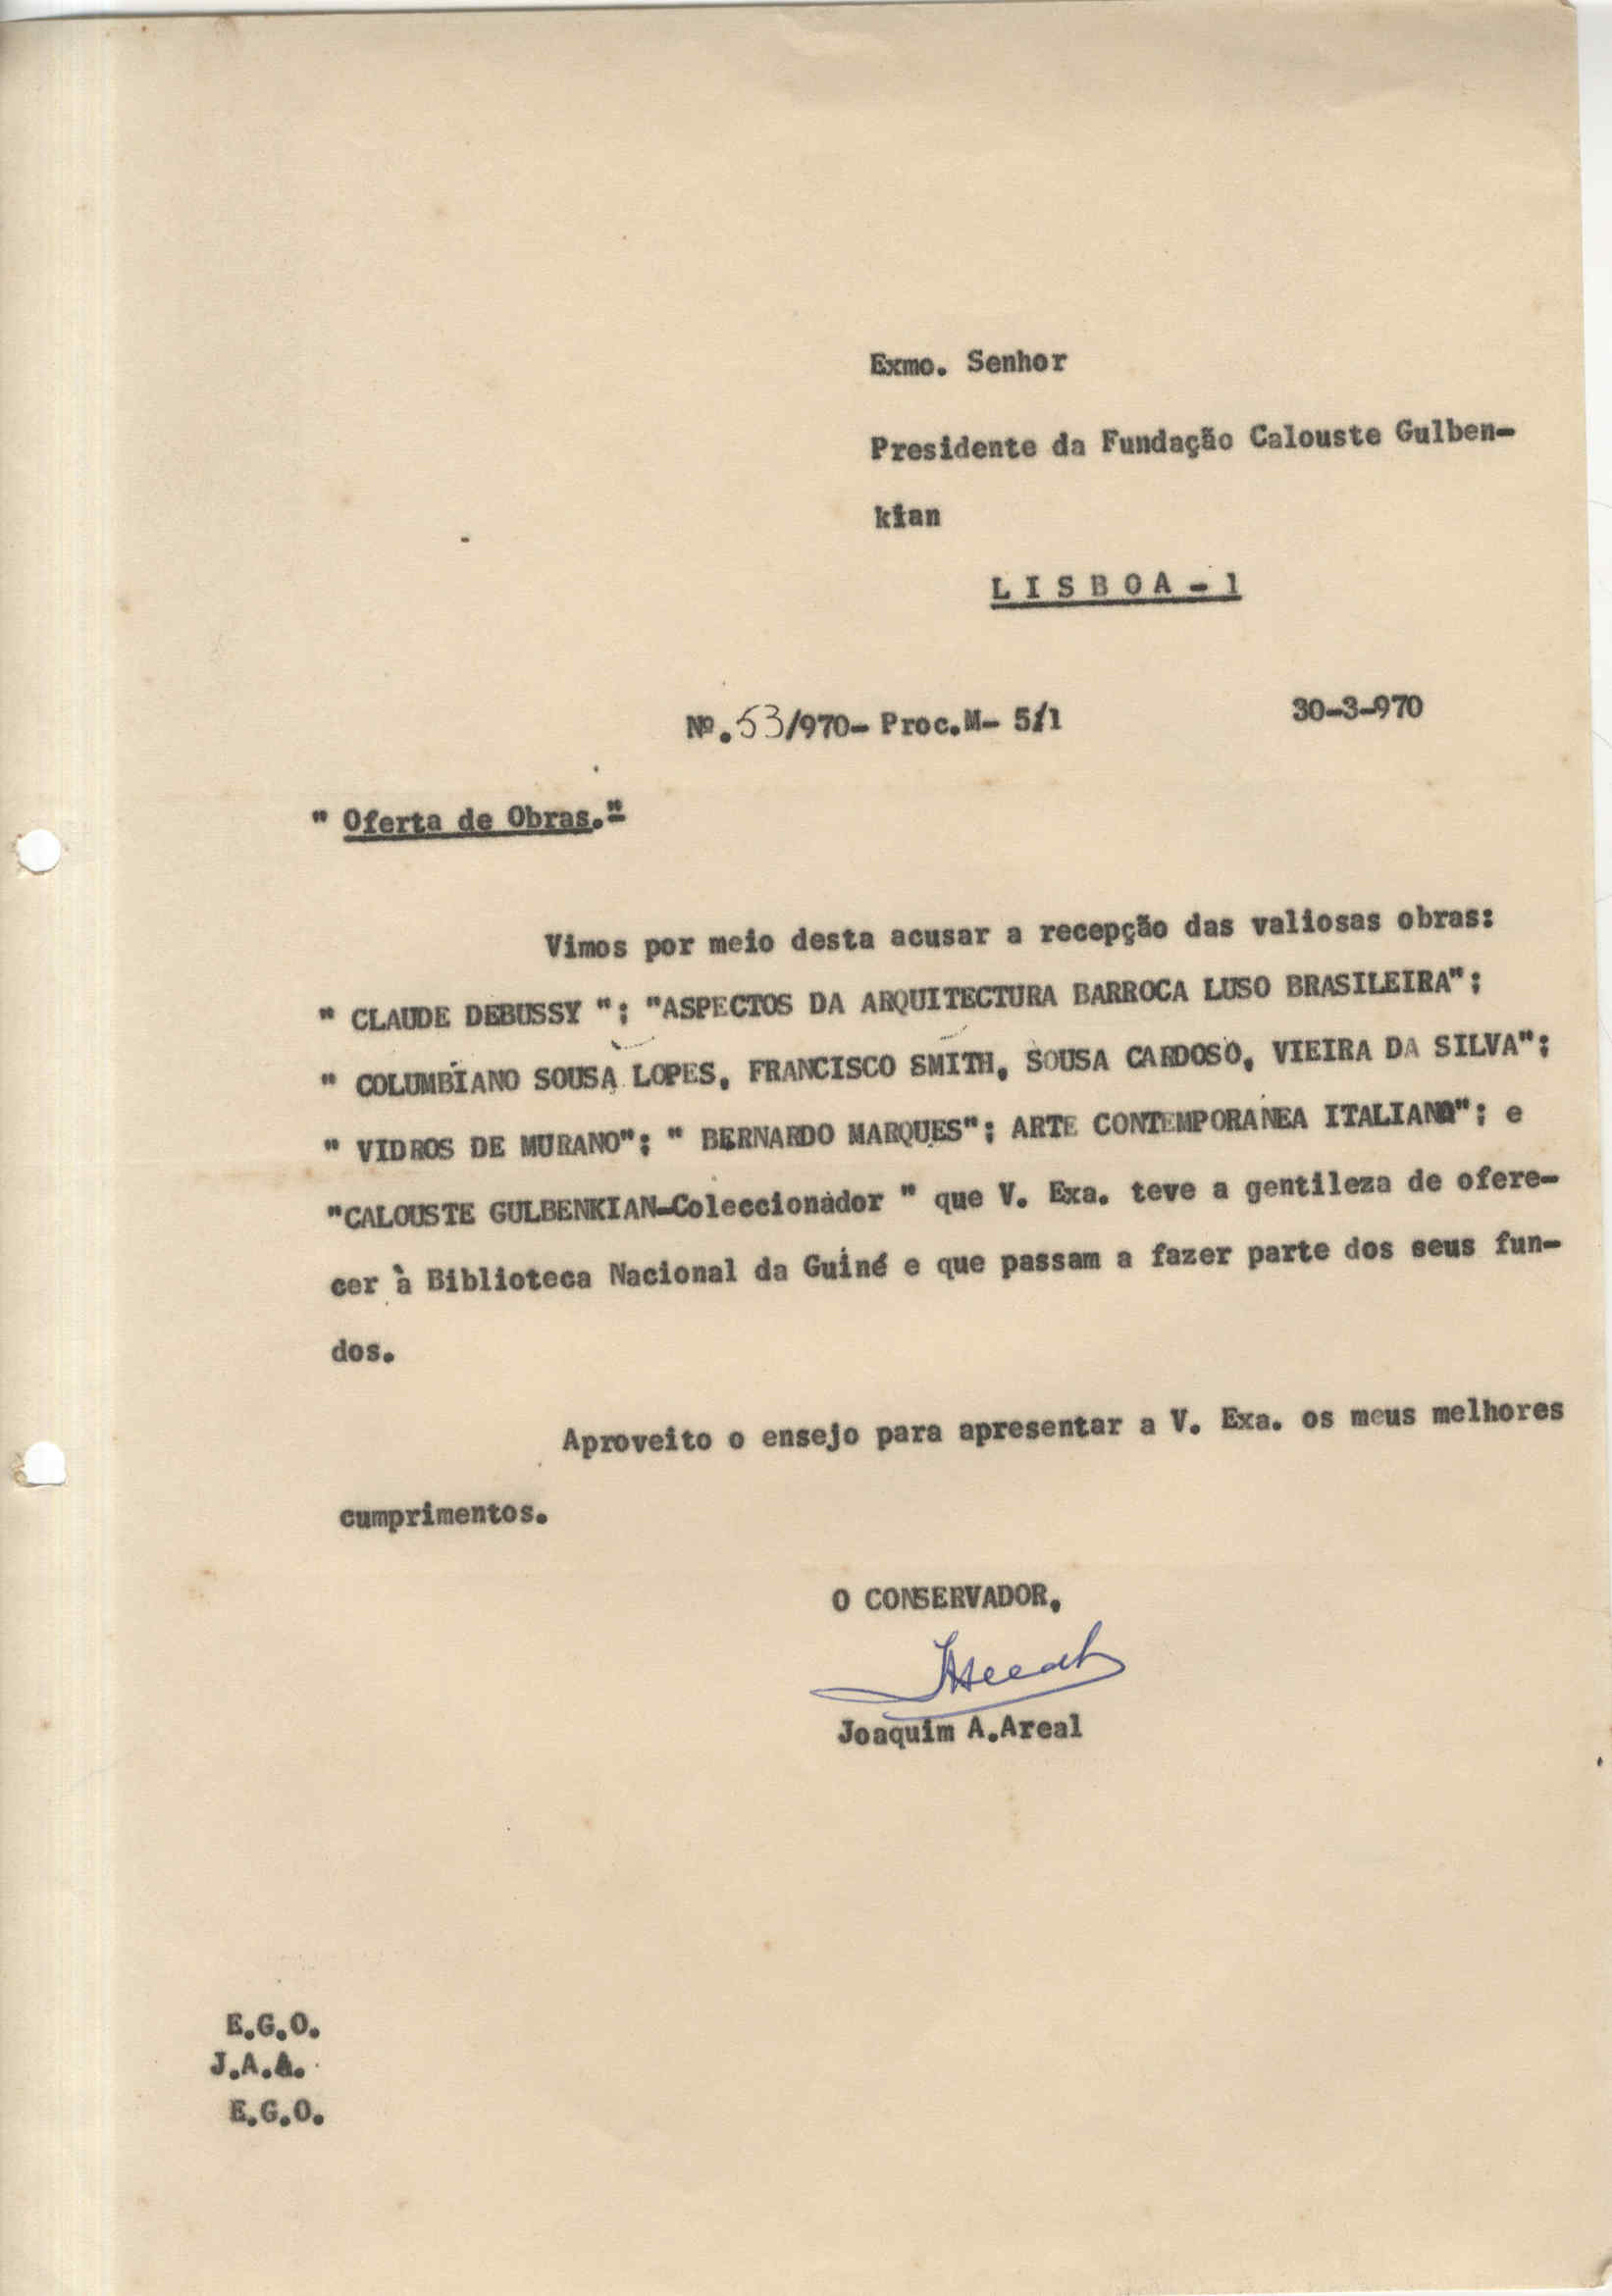 Exmo. Senhor
Presidente da Fundação Calouste Gulben-
kian
L I S B O A - 1
Nº.53/970- Proc.M- 5/1 30-3-970
" Oferta de Obras."
Vimos por meio desta acusar a recepção das valiosas obras:
" CLAUDE DEBUSSY "; "ASPECTOS DA ARQUITECTURA BARROCA LUSO BRASILEIRA";
" COLUMBIANO SOUSA LOPES, FRANCISCO SMITH, SOUSA CARDOSO, VIEIRA DA SILVA";
" VIDROS DE MURANO"; " BERNARDO MARQUES"; ARTE CONTEMPORANEA ITALIANA"; e
"CALOUSTE GULBENKIAN-Coleccionador " que V. Exa. teve a gentileza de ofere-
cer à Biblioteca Nacional da Guiné e que passam a fazer parte dos seus fun-
dos.
Aproveito o ensejo para apresentar a V. Exa. os meus melhores
cumprimentos.
O CONSERVADOR,
Joaquim A.Areal
E.G.O.
J.A.A.
E.G.O.